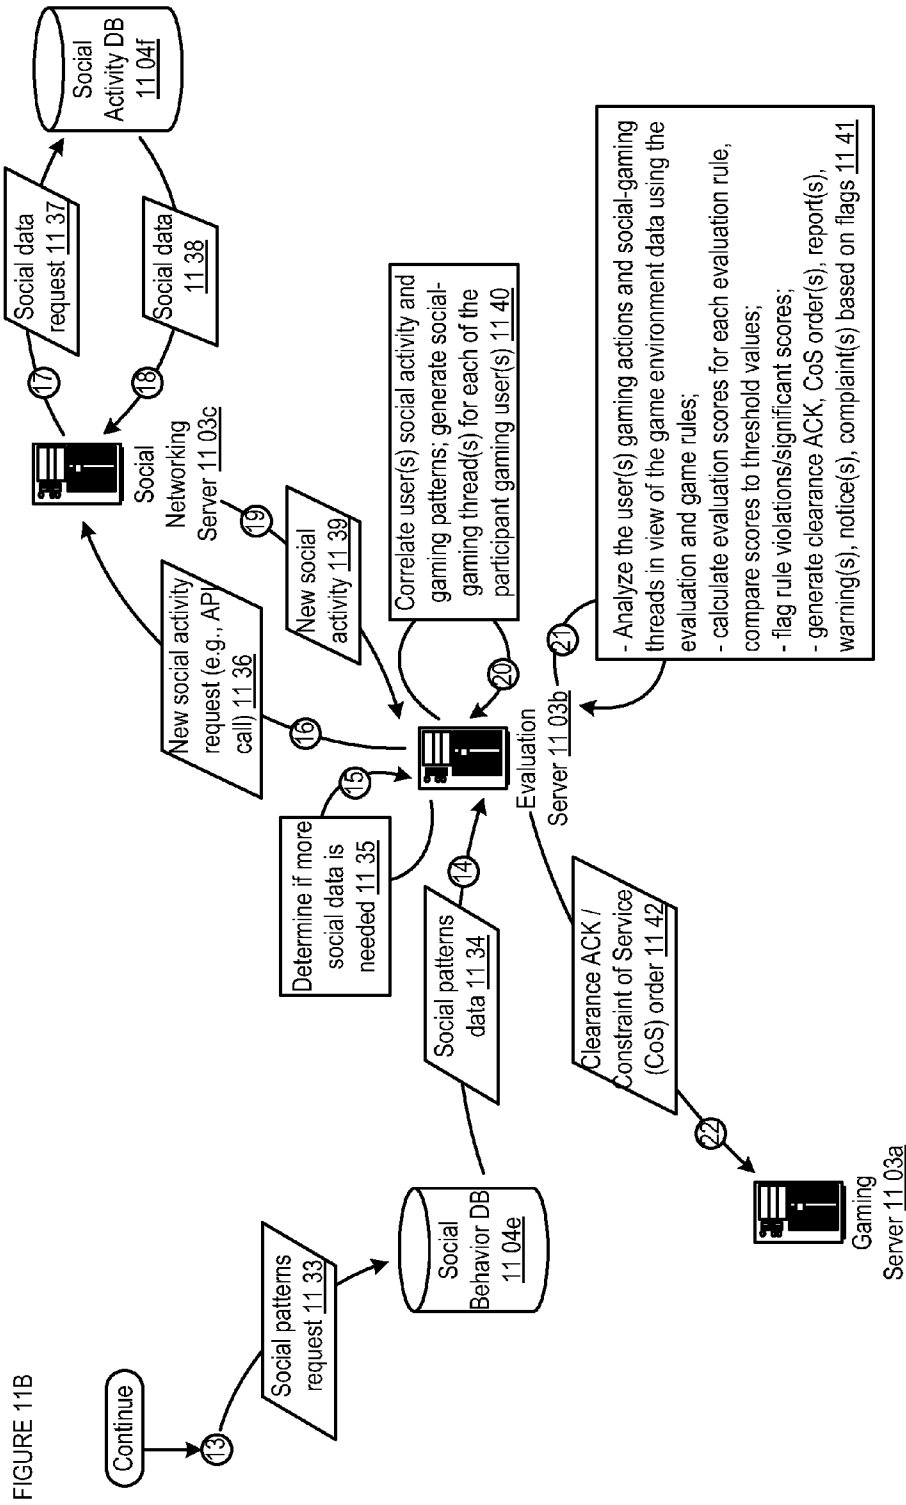 FIGURE 11B
Continue
13
Social patterns
request 11 33
Social
Behavior DB
11 04e
Social patterns
data 11 34
14
Determine if more
social data is
needed 11 35
15
16
New social activity
request (e.g., API
call) 11 36
17
Social data
request 11 37
Social
Activity DB
11 04f
Social data
11 38
18
Social
Networking
Server 11 03c
19
New social
activity 11 39
Correlate user(s) social activity and
gaming patterns; generate social-
gaming thread(s) for each of the
participant gaming user(s) 11 40
20
Evaluation
Server 11 03b
21
- Analyze the user(s) gaming actions and social-gaming
threads in view of the game environment data using the
evaluation and game rules;
- calculate evaluation scores for each evaluation rule,
compare scores to threshold values;
- flag rule violations/significant scores;
- generate clearance ACK, CoS order(s), report(s),
warning(s), notice(s), complaint(s) based on flags 11 41
Clearance ACK /
Constraint of Service
(CoS) order 11 42
22
Gaming
Server 11 03a